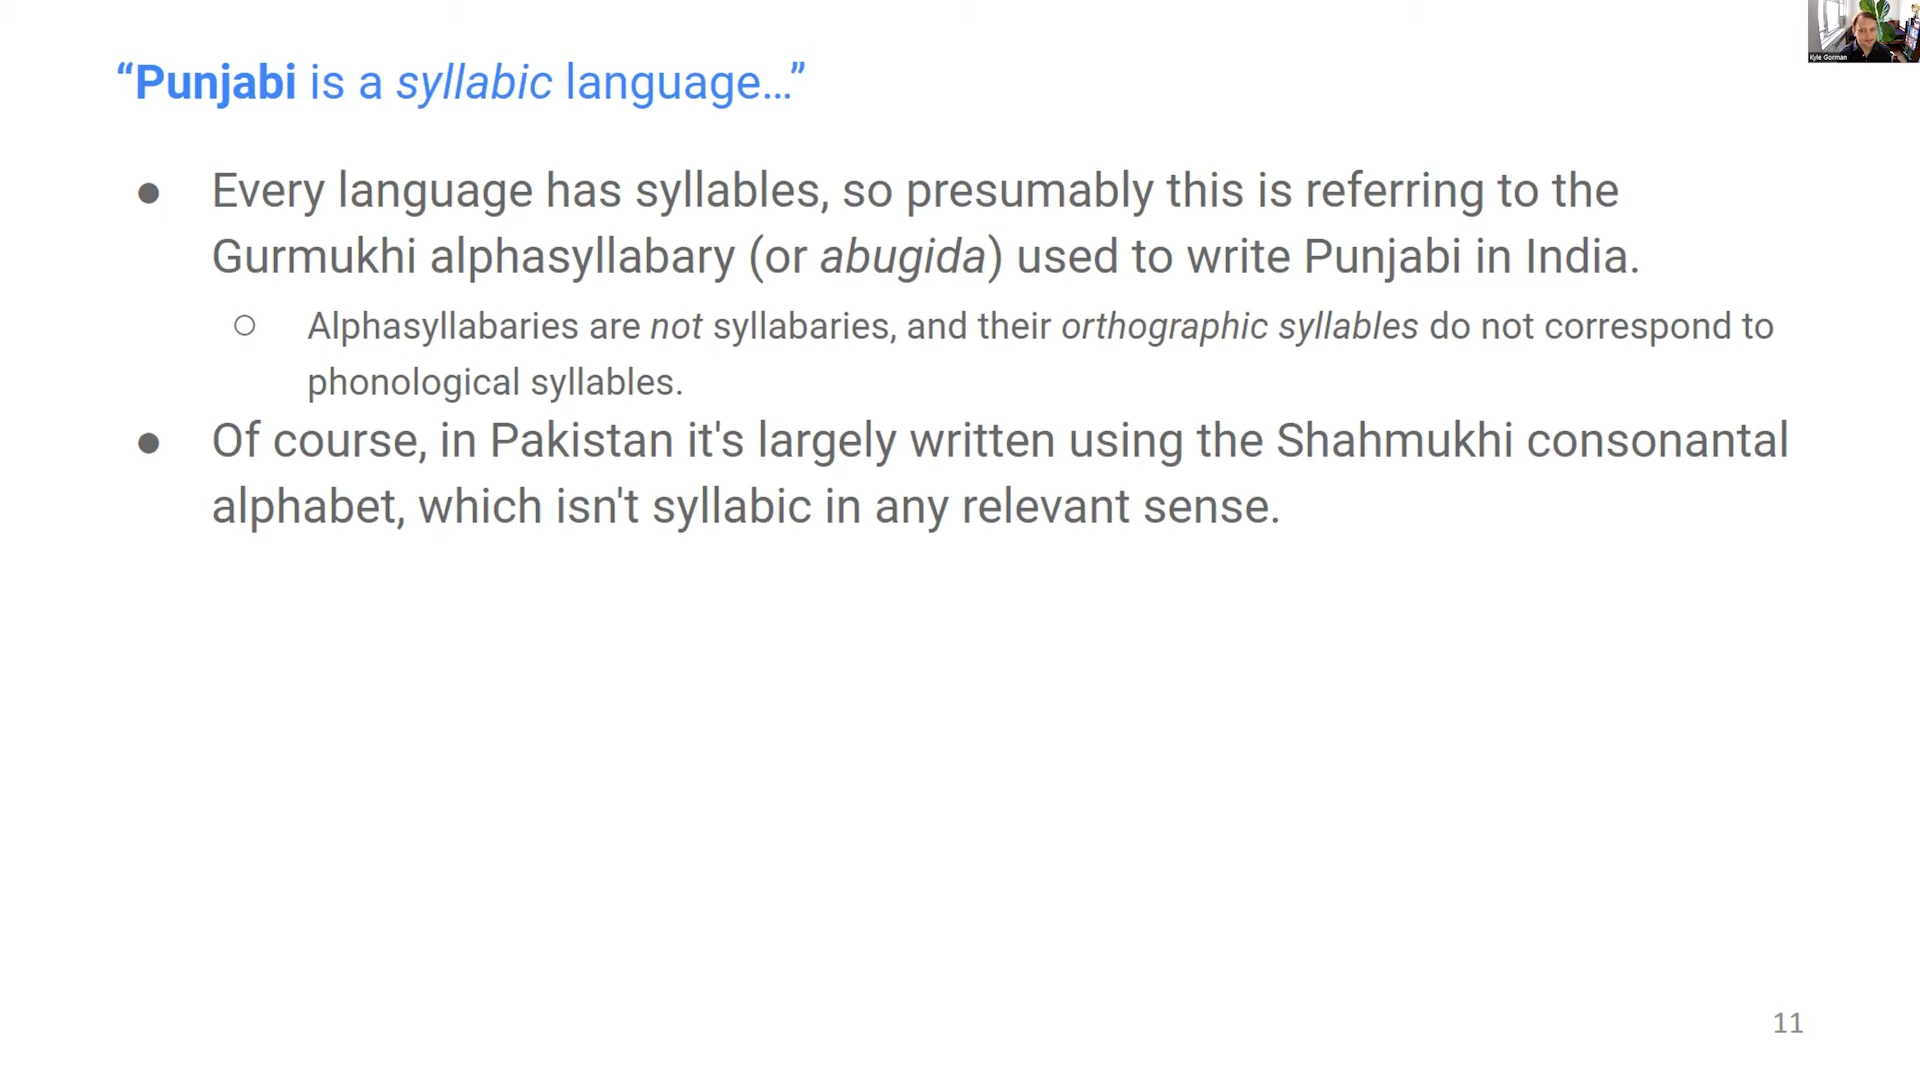 “Punjabi is a syllabic language…”
Kyle Gorman
● Every language has syllables, so presumably this is referring to the
Gurmukhi alphasyllabary (or abugida) used to write Punjabi in India.
○ Alphasyllabaries are not syllabaries, and their orthographic syllables do not correspond to
phonological syllables.
● Of course, in Pakistan it's largely written using the Shahmukhi consonantal
alphabet, which isn't syllabic in any relevant sense.
11